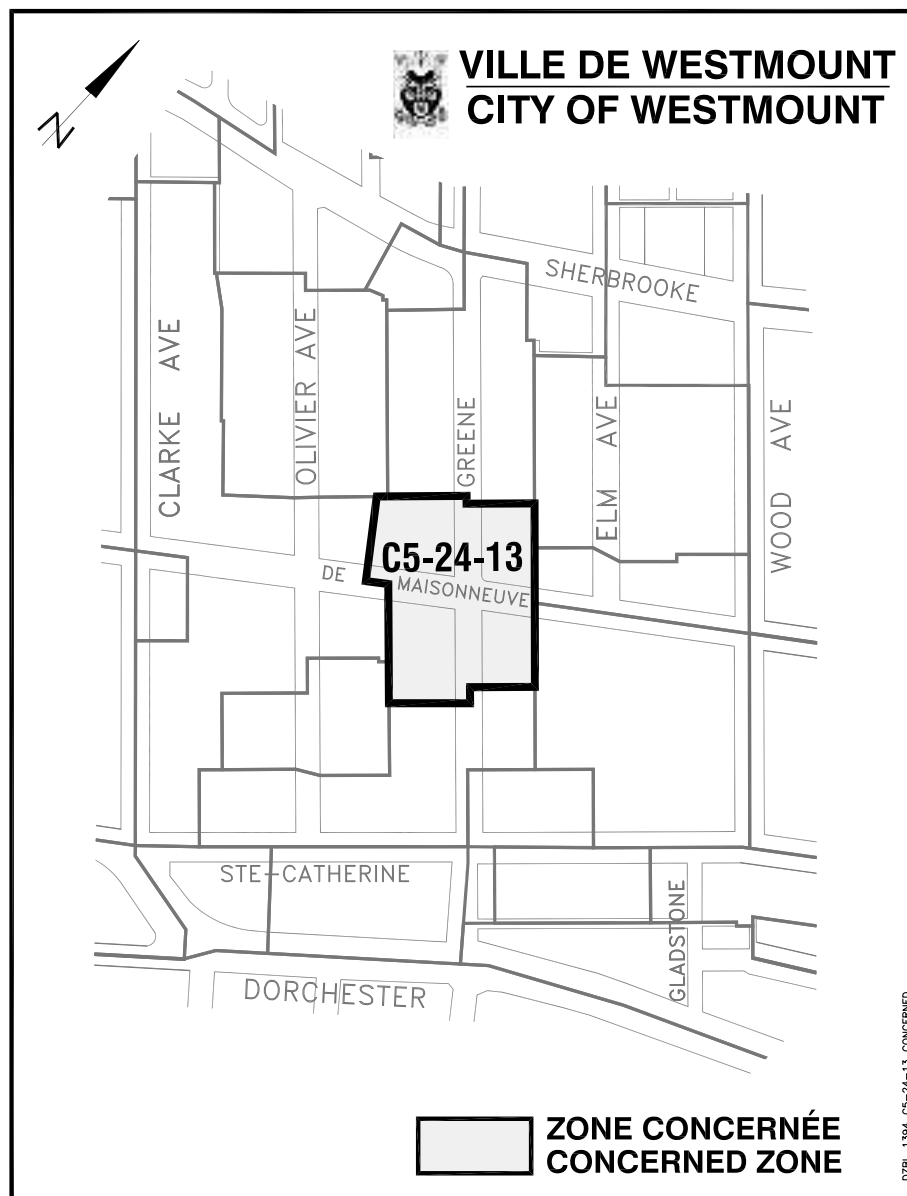 VILLE DE WESTMOUNT
CITY OF WESTMOUNT
N
SHERBROOKE
CLARKE AVE
OLIVIER AVE
GREENE
ELM AVE
WOOD AVE
C5-24-13
DE MAISONNEUVE
STE-CATHERINE
GLADSTONE
DORCHESTER
ZONE CONCERNÉE
CONCERNED ZONE